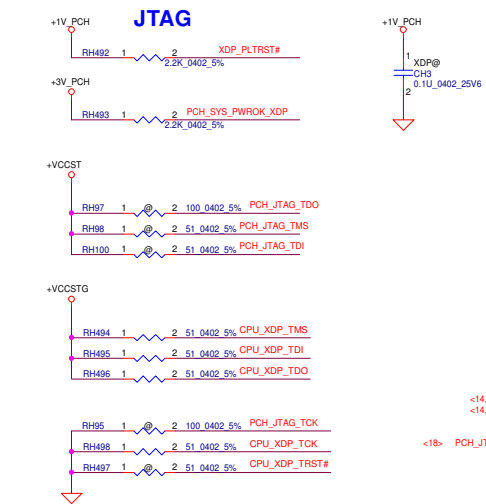 JTAG
+1V_PCH
RH492 1 2 XDP_PLTRST#
2.2K_0402_5%
+3V_PCH
RH493 1 2 PCH_SYS_PWROK_XDP
2.2K_0402_5%
+1V_PCH
1
XDP@
CH3
0.1U_0402_25V6
2
+VCCST
RH97 1 @ 2 100_0402_5% PCH_JTAG_TDO
RH98 1 @ 2 51_0402_5% PCH_JTAG_TMS
RH100 1 @ 2 51_0402_5% PCH_JTAG_TDI
+VCCSTG
RH494 1 2 51_0402_5% CPU_XDP_TMS
RH495 1 2 51_0402_5% CPU_XDP_TDI
RH496 1 2 51_0402_5% CPU_XDP_TDO
RH95 1 @ 2 100_0402_5% PCH_JTAG_TCK
RH498 1 2 51_0402_5% CPU_XDP_TCK
RH497 1 @ 2 51_0402_5% CPU_XDP_TRST#
<14.
<14.
<18> PCH_JT